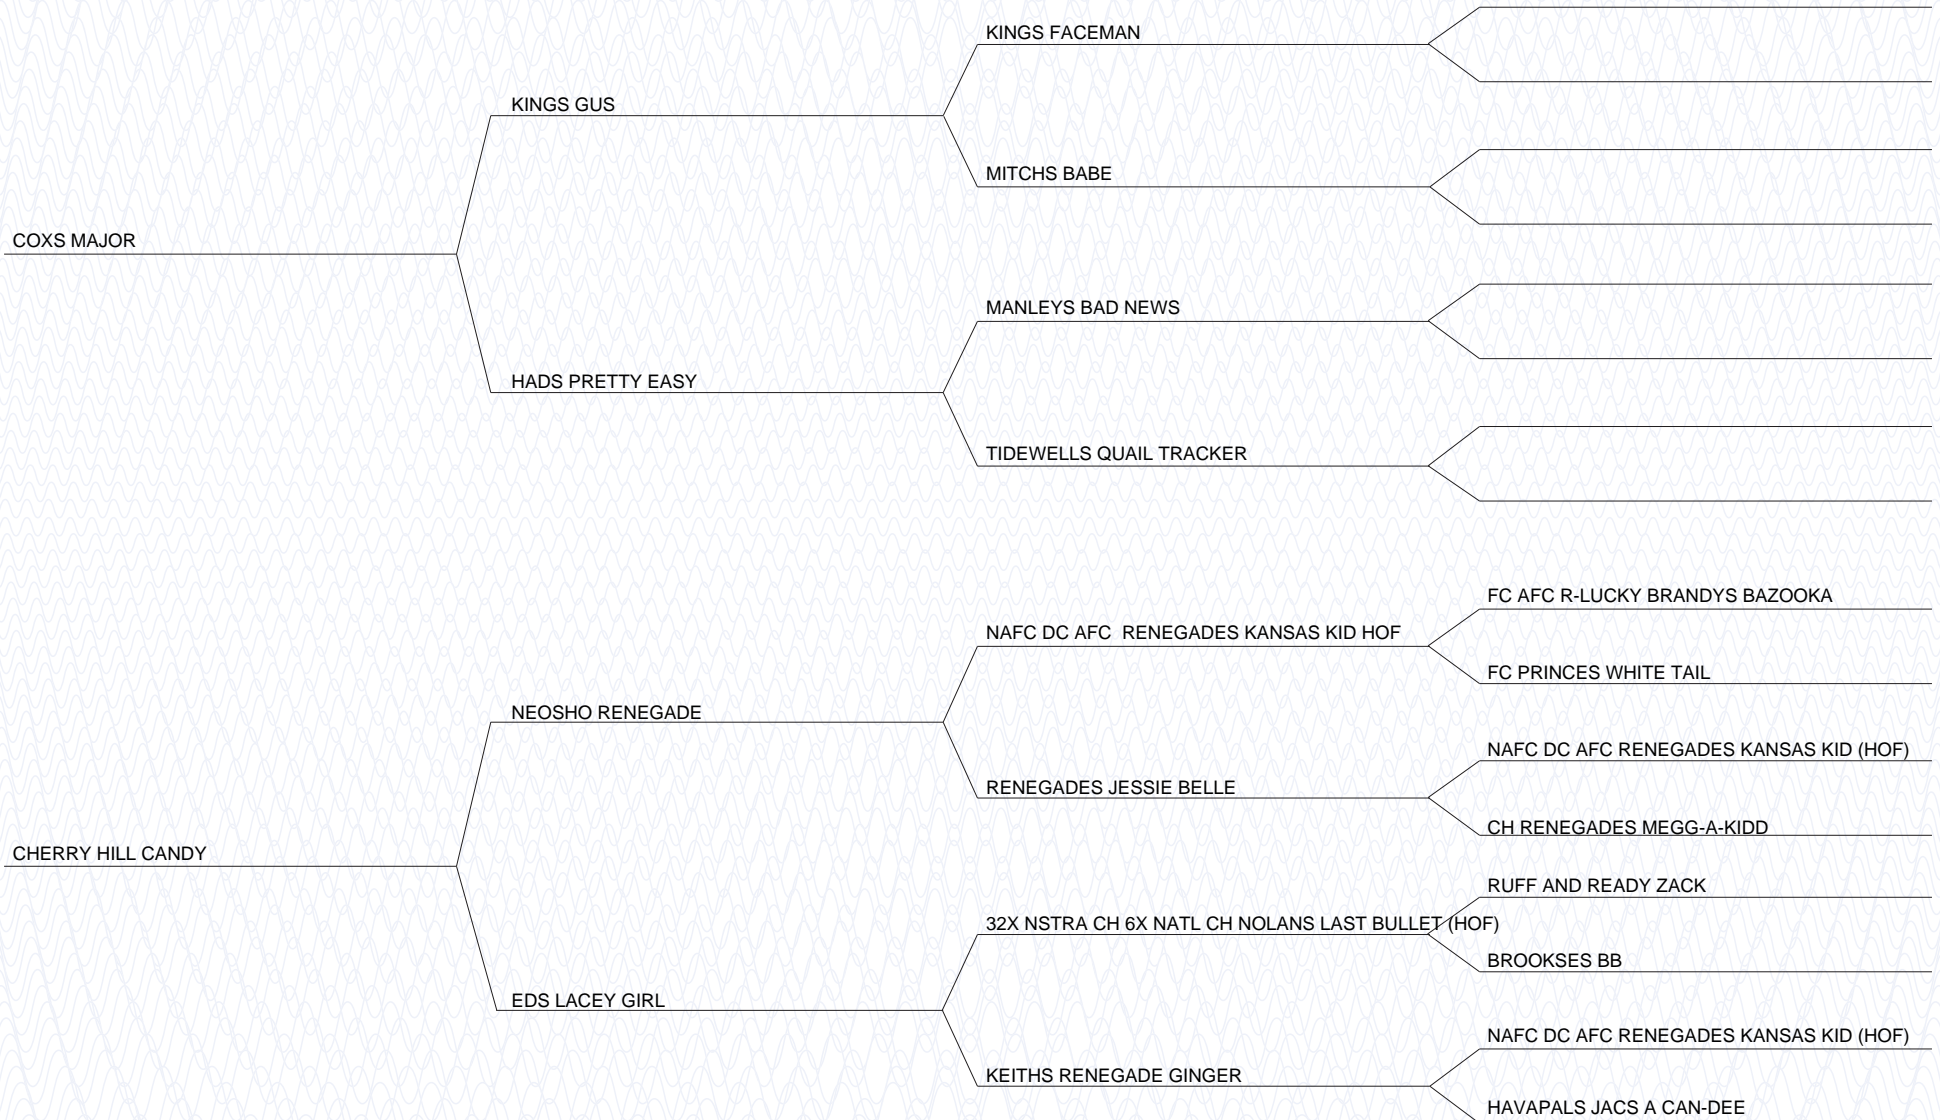 KINGS FACEMAN
KINGS GUS
MITCHS BABE
COXS MAJOR
MANLEYS BAD NEWS
HADS PRETTY EASY
TIDEWELLS QUAIL TRACKER
FC AFC R-LUCKY BRANDYS BAZOOKA
NAFC DC AFC  RENEGADES KANSAS KID HOF
FC PRINCES WHITE TAIL
NEOSHO RENEGADE
NAFC DC AFC RENEGADES KANSAS KID (HOF)
RENEGADES JESSIE BELLE
CH RENEGADES MEGG-A-KIDD
CHERRY HILL CANDY
RUFF AND READY ZACK
32X NSTRA CH 6X NATL CH NOLANS LAST BULLET (HOF)
BROOKSES BB
EDS LACEY GIRL
NAFC DC AFC RENEGADES KANSAS KID (HOF)
KEITHS RENEGADE GINGER
HAVAPALS JACS A CAN-DEE